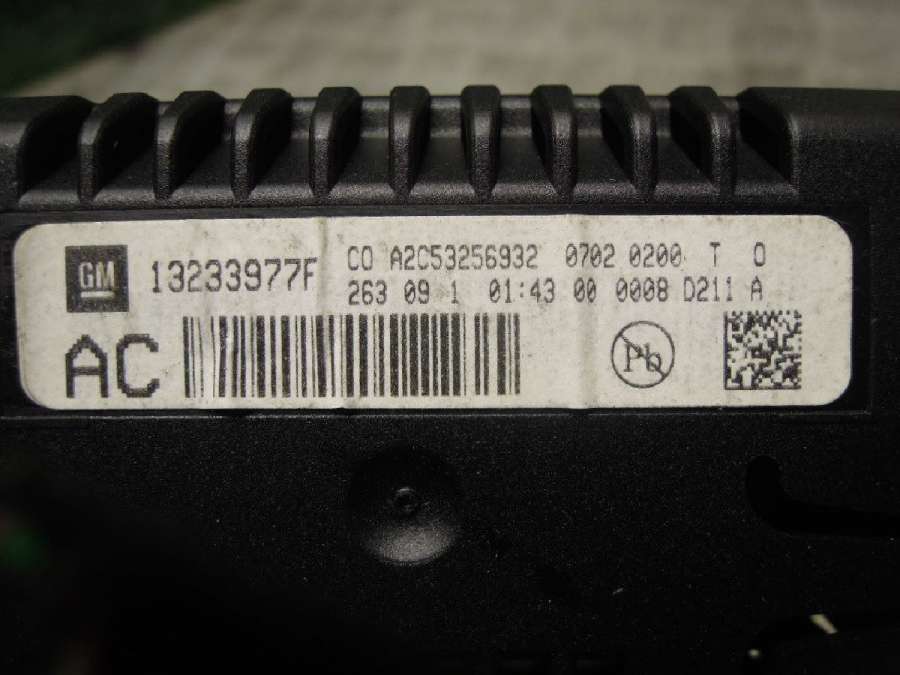 GM 13233977F CO A2C53256932 0702 0200 T 0
263 09 1 01:43 00 0008 D211 A
AC
Pb